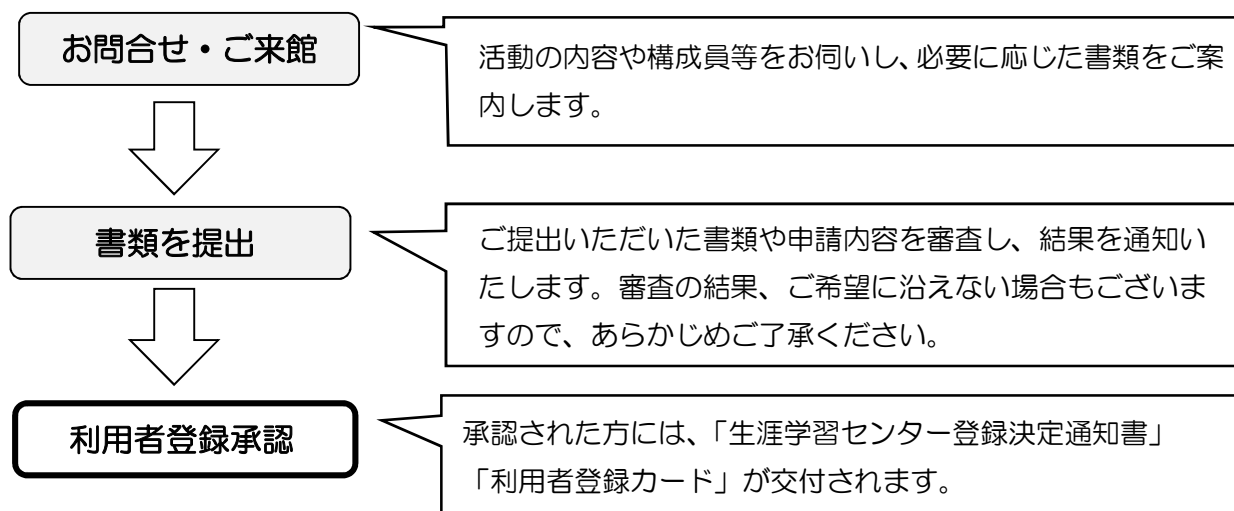 お問合せ・ご来館
活動の内容や構成員等をお伺いし、必要に応じた書類をご案
内します。
書類を提出
ご提出いただいた書類や申請内容を審査し、結果を通知い
たします。審査の結果、ご希望に沿えない場合もございま
すので、あらかじめご了承ください。
利用者登録承認
承認された方には、「生涯学習センター登録決定通知書」
「利用者登録カード」が交付されます。